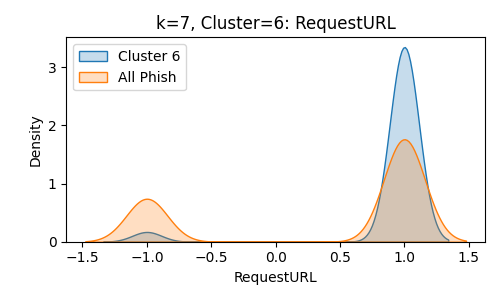 k=7, Cluster=6: RequestURL
Cluster 6
All Phish
Density
3
2
1
0
−1.5 −1.0 −0.5 0.0 0.5 1.0 1.5
RequestURL